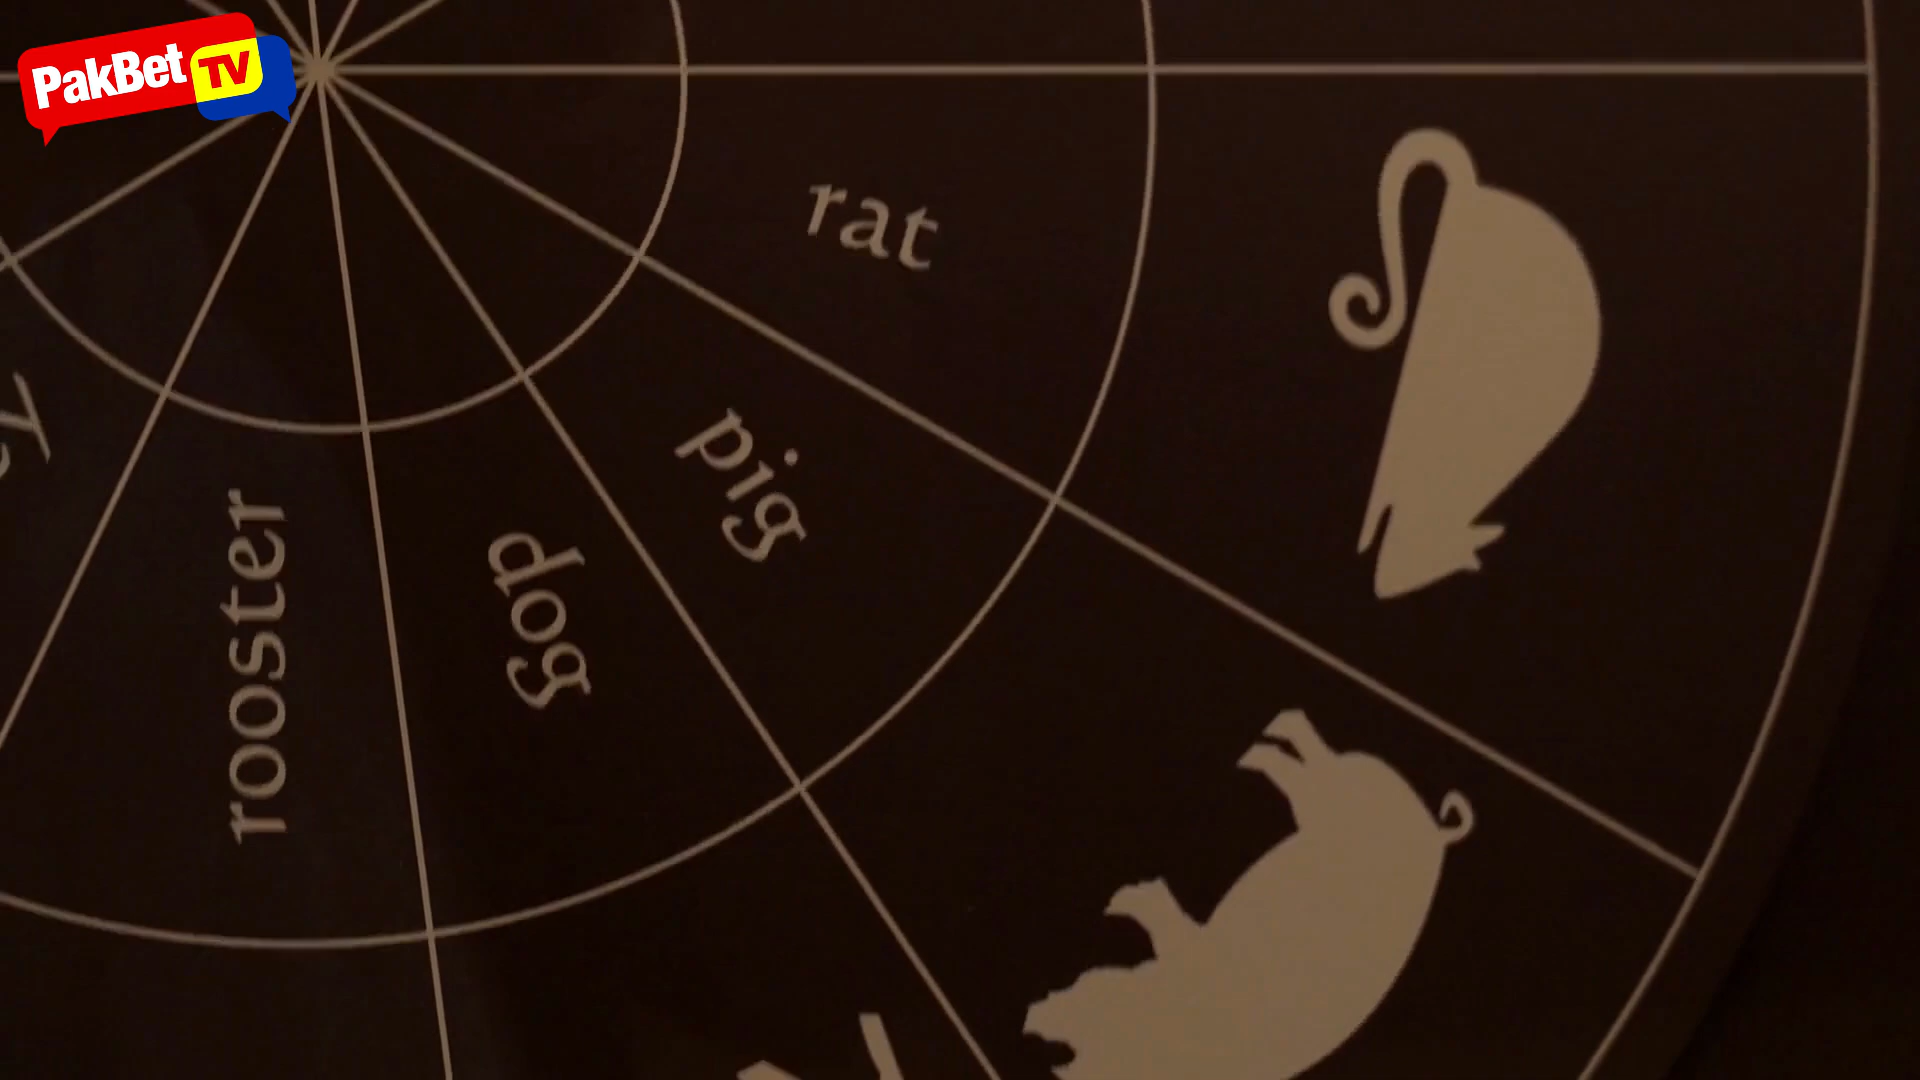 PakBet TV
rat
pig
dog
rooster
y